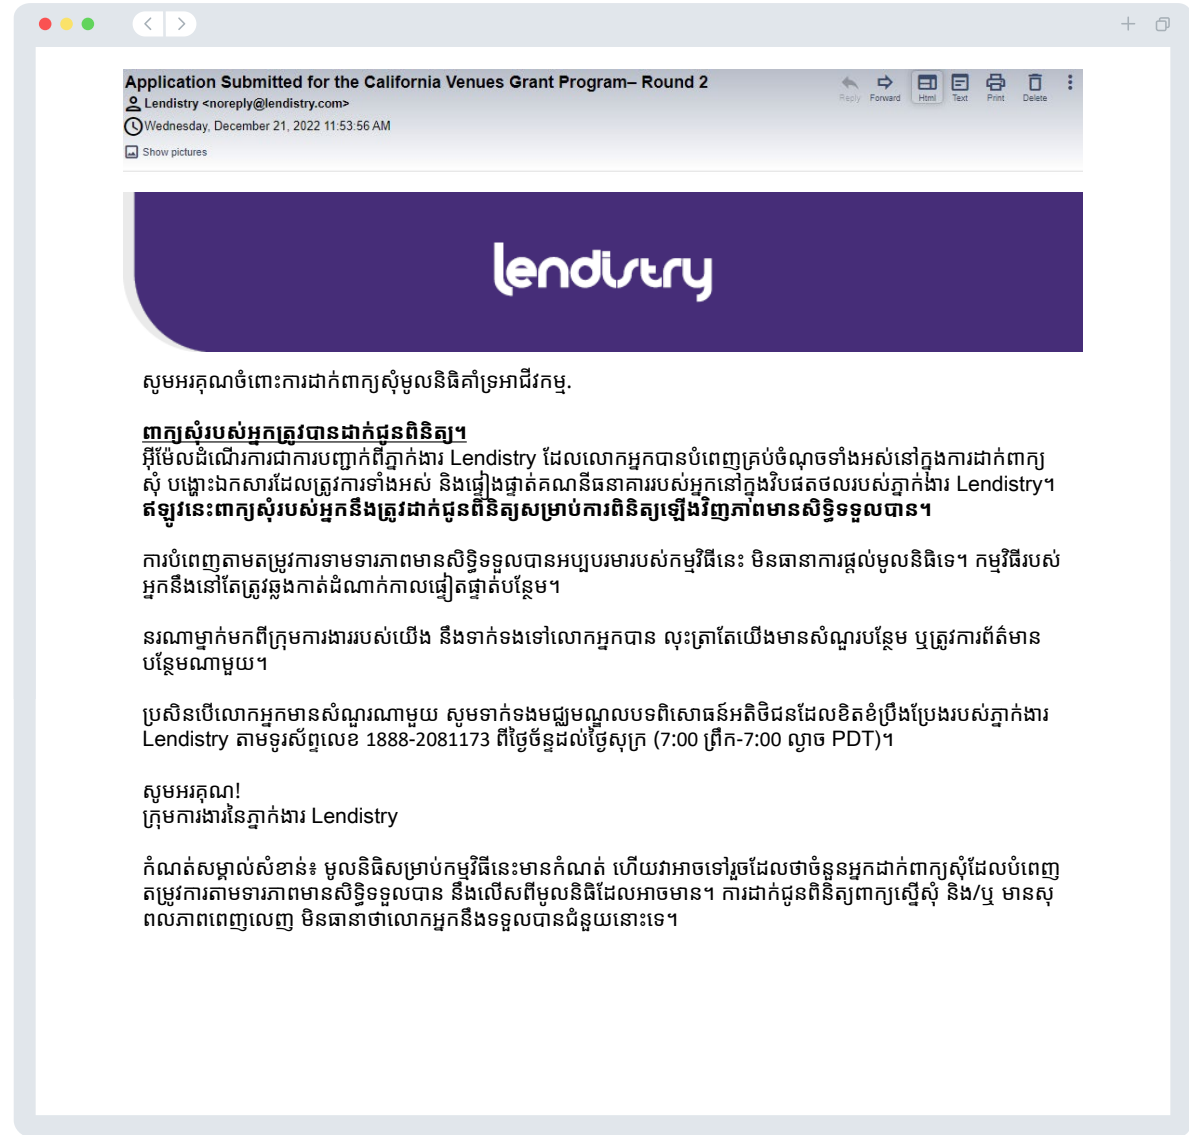 Application Submitted for the California Venues Grant Program– Round 2
Lendistry <noreply@lendistry.com>
Wednesday, December 21, 2022 11:53:56 AM
Show pictures
Reply Forward Html Text Print Delete
lendistry
សូមអរគុណចំពោះការដាក់ពាក្យសុំមូលនិធិគាំទ្រអាជីវកម្ម.
ពាក្យសុំរបស់អ្នកត្រូវបានដាក់ជូនពិនិត្យ។
អ៊ីម៉ែលដំណើរការជាការបញ្ជាក់ពីភ្នាក់ងារ Lendistry ដែលលោកអ្នកបានបំពេញគ្រប់ចំណុចទាំងអស់នៅក្នុងការដាក់ពាក្យ
សុំ បង្ហោះឯកសារដែលត្រូវការទាំងអស់ និងផ្ទៀងផ្ទាត់គណនីធនាគាររបស់អ្នកនៅក្នុងវិបផតថលរបស់ភ្នាក់ងារ Lendistry។
ឥឡូវនេះពាក្យសុំរបស់អ្នកនឹងត្រូវដាក់ជូនពិនិត្យសម្រាប់ការពិនិត្យឡើងវិញភាពមានសិទ្ធិទទួលបាន។
ការបំពេញតាមតម្រូវការទាមទារភាពមានសិទ្ធិទទួលបានអប្បបរមារបស់កម្មវិធីនេះ មិនធានាការផ្តល់មូលនិធិទេ។ កម្មវិធីរបស់
អ្នកនឹងនៅតែត្រូវឆ្លងកាត់ដំណាក់កាលផ្ទៀតផ្ទាត់បន្ថែម។
នរណាម្នាក់មកពីក្រុមការងាររបស់យើង នឹងទាក់ទងទៅលោកអ្នកបាន លុះត្រាតែយើងមានសំណួរបន្ថែម ឬត្រូវការព័ត៌មាន
បន្ថែមណាមួយ។
ប្រសិនបើលោកអ្នកមានសំណួរណាមួយ សូមទាក់ទងមជ្ឈមណ្ឌលបទពិសោធន៍អតិថិជនដែលខិតខំប្រឹងប្រែងរបស់ភ្នាក់ងារ
Lendistry តាមទូរស័ព្ទលេខ 1888-2081173 ពីថ្ងៃច័ន្ទដល់ថ្ងៃសុក្រ (7:00 ព្រឹក-7:00 ល្ងាច PDT)។
សូមអរគុណ!
ក្រុមការងារនៃភ្នាក់ងារ Lendistry
កំណត់សម្គាល់សំខាន់៖ មូលនិធិសម្រាប់កម្មវិធីនេះមានកំណត់ ហើយវាអាចទៅរួចដែលថាចំនួនអ្នកដាក់ពាក្យសុំដែលបំពេញ
តម្រូវការតាមទារភាពមានសិទ្ធិទទួលបាន នឹងលើសពីមូលនិធិដែលអាចមាន។ ការដាក់ជូនពិនិត្យពាក្យស្នើសុំ និង/ឬ មានសុ
ពលភាពពេញលេញ មិនធានាថាលោកអ្នកនឹងទទួលបានជំនួយនោះទេ។